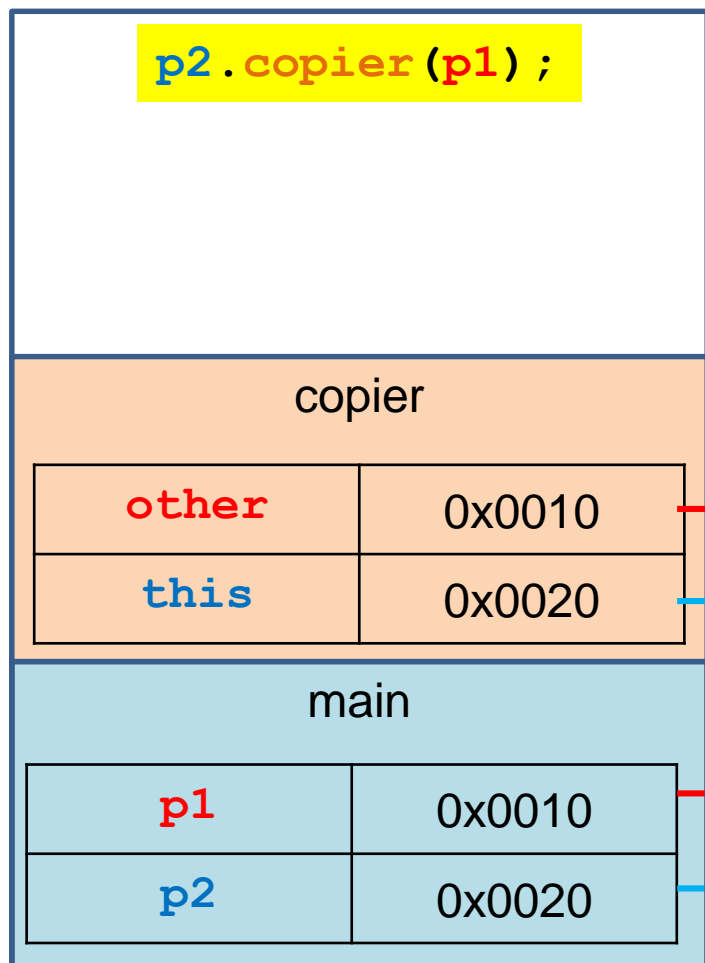 p2.copier(p1);
copier
other 0x0010
this 0x0020
main
p1 0x0010
p2 0x0020